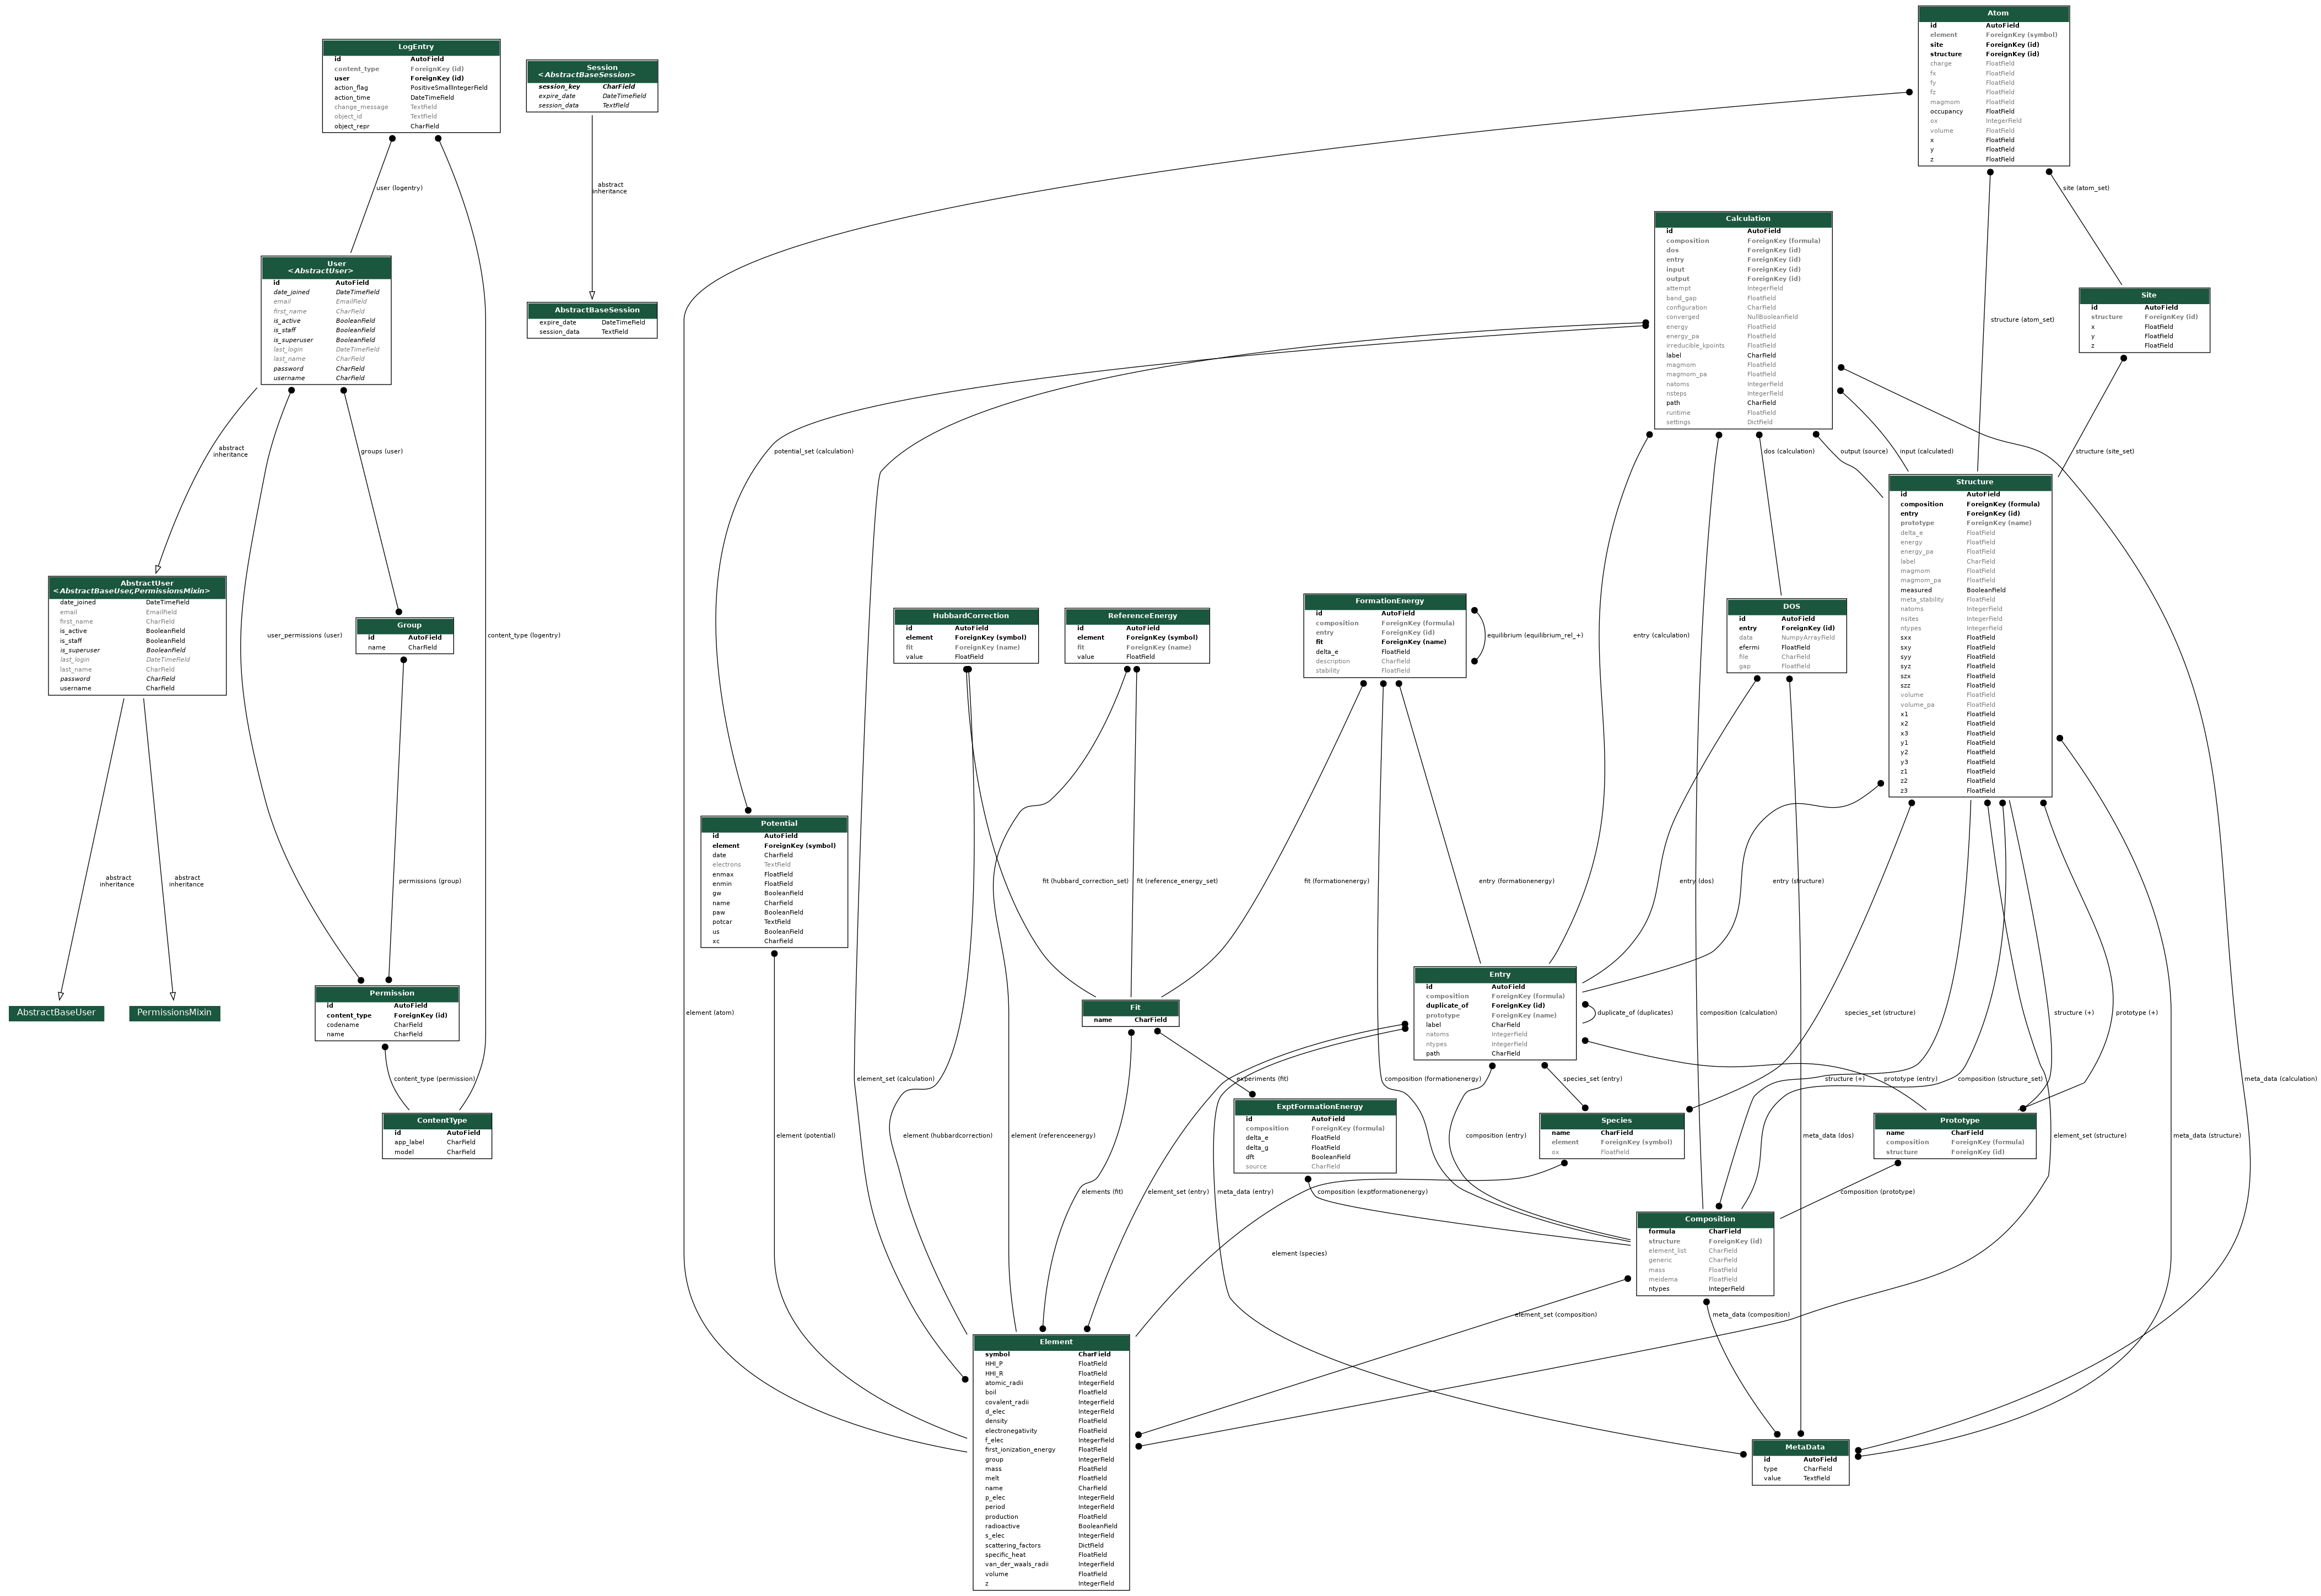 LogEntry
id AutoField
content_type ForeignKey (id)
user ForeignKey (id)
action_flag PositiveSmallIntegerField
action_time DateTimeField
change_message TextField
object_id TextField
object_repr CharField
Session
<AbstractBaseSession>
session_key CharField
expire_date DateTimeField
session_data TextField
user (logentry)
abstract
inheritance
User
<AbstractUser>
id AutoField
date_joined DateTimeField
email EmailField
first_name CharField
is_active BooleanField
is_staff BooleanField
is_superuser BooleanField
last_login DateTimeField
last_name CharField
password CharField
username CharField
AbstractBaseSession
expire_date DateTimeField
session_data TextField
abstract
inheritance
groups (user)
AbstractUser
<AbstractBaseUser,PermissionsMixin>
date_joined DateTimeField
email EmailField
first_name CharField
is_active BooleanField
is_staff BooleanField
is_superuser BooleanField
last_login DateTimeField
last_name CharField
password CharField
username CharField
user_permissions (user)
Group
id AutoField
name CharField
content_type (logentry)
abstract
inheritance
abstract
inheritance
permissions (group)
AbstractBaseUser
PermissionsMixin
Permission
id AutoField
content_type ForeignKey (id)
codename CharField
name CharField
content_type (permission)
ContentType
id AutoField
app_label CharField
model CharField
Atom
id AutoField
element ForeignKey (symbol)
site ForeignKey (id)
structure ForeignKey (id)
charge FloatField
fx FloatField
fy FloatField
fz FloatField
magmom FloatField
occupancy FloatField
ox IntegerField
volume FloatField
x FloatField
y FloatField
z FloatField
site (atom_set)
Calculation
id AutoField
composition ForeignKey (formula)
dos ForeignKey (id)
entry ForeignKey (id)
input ForeignKey (id)
output ForeignKey (id)
attempt IntegerField
band_gap FloatField
configuration CharField
converged NullBooleanField
energy FloatField
energy_pa FloatField
irreducible_kpoints FloatField
label CharField
magmom FloatField
magmom_pa FloatField
natoms IntegerField
nsteps IntegerField
path CharField
runtime FloatField
settings DictField
structure (atom_set)
Site
id AutoField
structure ForeignKey (id)
x FloatField
y FloatField
z FloatField
potential_set (calculation)
dos (calculation)
output (source)
input (calculated)
structure (site_set)
Structure
id AutoField
composition ForeignKey (formula)
entry ForeignKey (id)
prototype ForeignKey (name)
delta_e FloatField
energy FloatField
energy_pa FloatField
label CharField
magmom FloatField
magmom_pa FloatField
measured BooleanField
meta_stability FloatField
natoms IntegerField
nsites IntegerField
ntypes IntegerField
sxx FloatField
sxy FloatField
syy FloatField
syz FloatField
szx FloatField
szz FloatField
volume FloatField
volume_pa FloatField
x1 FloatField
x2 FloatField
x3 FloatField
y1 FloatField
y2 FloatField
y3 FloatField
z1 FloatField
z2 FloatField
z3 FloatField
HubbardCorrection
id AutoField
element ForeignKey (symbol)
fit ForeignKey (name)
value FloatField
ReferenceEnergy
id AutoField
element ForeignKey (symbol)
fit ForeignKey (name)
value FloatField
FormationEnergy
id AutoField
composition ForeignKey (formula)
entry ForeignKey (id)
fit ForeignKey (name)
delta_e FloatField
description CharField
stability FloatField
equilibrium (equilibrium_rel_+)
entry (calculation)
DOS
id AutoField
entry ForeignKey (id)
data NumpyArrayField
efermi FloatField
file CharField
gap FloatField
Potential
id AutoField
element ForeignKey (symbol)
date CharField
electrons TextField
enmax FloatField
enmin FloatField
gw BooleanField
name CharField
paw BooleanField
potcar TextField
us BooleanField
xc CharField
fit (hubbard_correction_set)
fit (reference_energy_set)
fit (formationenergy)
entry (formationenergy)
entry (dos)
entry (structure)
Fit
name CharField
Entry
id AutoField
composition ForeignKey (formula)
duplicate_of ForeignKey (id)
prototype ForeignKey (name)
label CharField
natoms IntegerField
ntypes IntegerField
path CharField
element (atom)
duplicate_of (duplicates)
composition (calculation)
species_set (structure)
structure (+)
prototype (+)
element_set (calculation)
experiments (fit)
composition (formationenergy)
species_set (entry)
structure (+)
prototype (entry)
composition (structure_set)
meta_data (calculation)
ExptFormationEnergy
id AutoField
composition ForeignKey (formula)
delta_e FloatField
delta_g FloatField
dft BooleanField
source CharField
Species
name CharField
element ForeignKey (symbol)
ox FloatField
Prototype
name CharField
composition ForeignKey (formula)
structure ForeignKey (id)
element (potential)
element (hubbardcorrection)
element (referenceenergy)
composition (entry)
meta_data (dos)
element_set (structure)
meta_data (structure)
elements (fit)
element_set (entry)
meta_data (entry)
composition (exptformationenergy)
composition (prototype)
Composition
formula CharField
structure ForeignKey (id)
element_list CharField
generic CharField
mass FloatField
meidema FloatField
ntypes IntegerField
element (species)
element_set (composition)
meta_data (composition)
Element
symbol CharField
HHI_P FloatField
HHI_R FloatField
atomic_radii IntegerField
boil FloatField
covalent_radii IntegerField
d_elec IntegerField
density FloatField
electronegativity FloatField
f_elec IntegerField
first_ionization_energy FloatField
group IntegerField
mass FloatField
melt FloatField
name CharField
p_elec IntegerField
period IntegerField
production FloatField
radioactive BooleanField
s_elec IntegerField
scattering_factors DictField
specific_heat FloatField
van_der_waals_radii IntegerField
volume FloatField
z IntegerField
MetaData
id AutoField
type CharField
value TextField